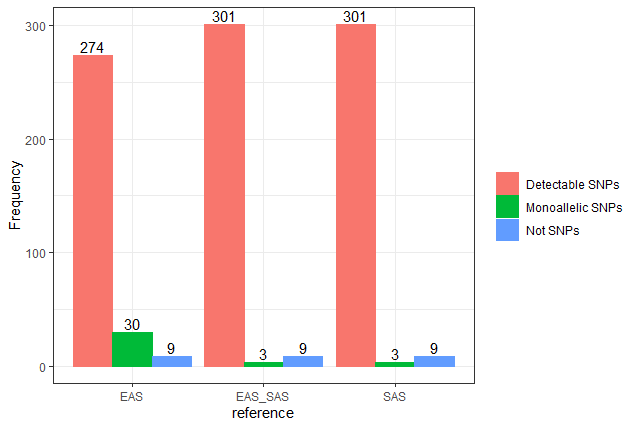 301
301
300
274
200
100
30
9
3
9
3
9
0
EAS
EAS_SAS
SAS
reference
Frequency
Detectable SNPs
Monoallelic SNPs
Not SNPs